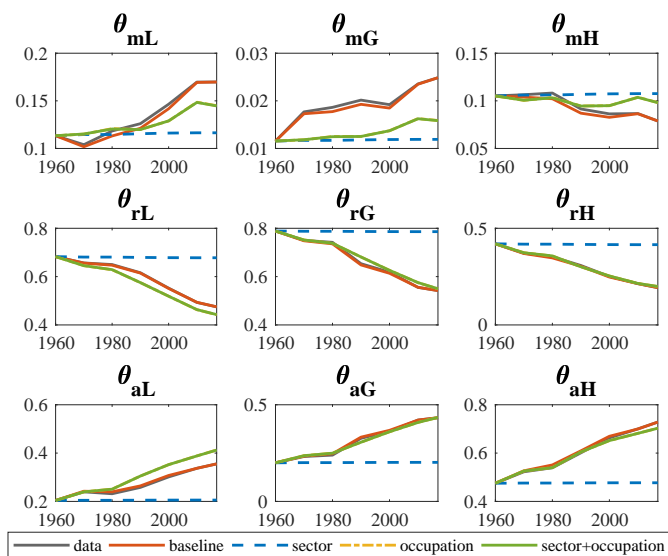 θmL θmG θmH
0.2 0.03 0.15
0.15 0.02 0.1
0.1 0.01 0.05
1960 1980 2000 1960 1980 2000 1960 1980 2000
θrL θrG θrH
0.8 0.8 0.5
0.6 0.6
0.4 0.4 0
1960 1980 2000 1960 1980 2000 1960 1980 2000
θaL θaG θaH
0.6 0.5 0.8
0.4 0.6
0.2 0 0.4
1960 1980 2000 1960 1980 2000 1960 1980 2000
data baseline sector occupation sector+occupation